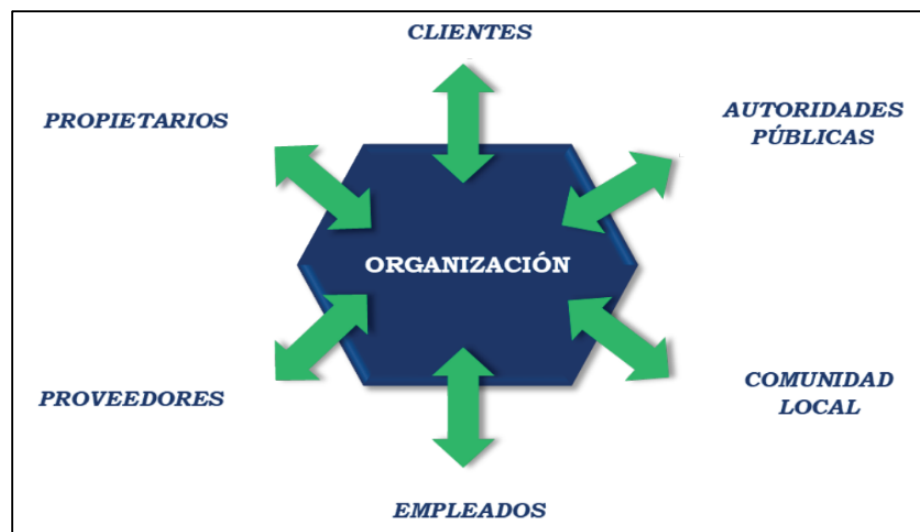 CLIENTES
PROPIETARIOS
AUTORIDADES
PÚBLICAS
ORGANIZACIÓN
PROVEEDORES
COMUNIDAD
LOCAL
EMPLEADOS